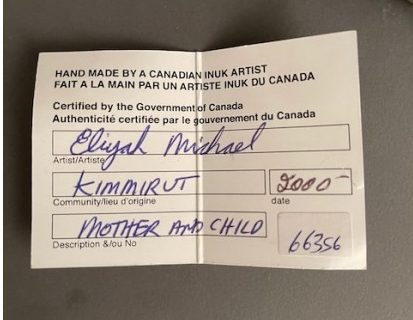 HAND MADE BY A CANADIAN INUK ARTIST
FAIT A LA MAIN PAR UN ARTISTE INUK DU CANADA
Certified by the Government of Canada
Authenticité certifiée par le gouvernement du Canada
Eliyah Michael
Artist/Artiste
KIMMIRUT 2000-
Community/lieu d'origine date
MOTHER AND CHILD
66356
Description &/ou No